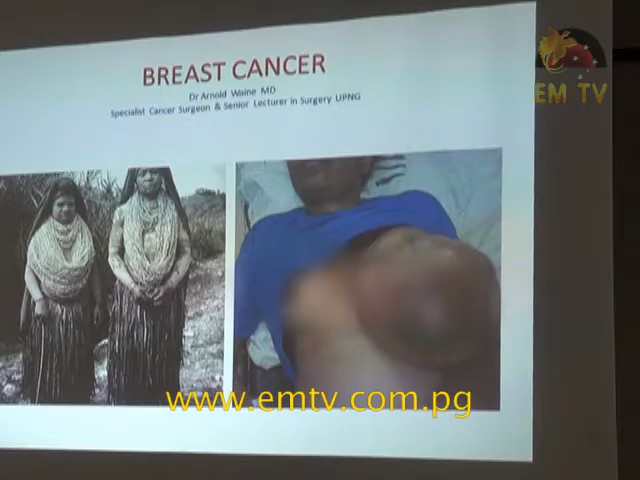 BREAST CANCER
Dr Arnold Waine MD
Specialist Cancer Surgeon & Senior Lecturer in Surgery UPNG
EM TV
www.emtv.com.pg